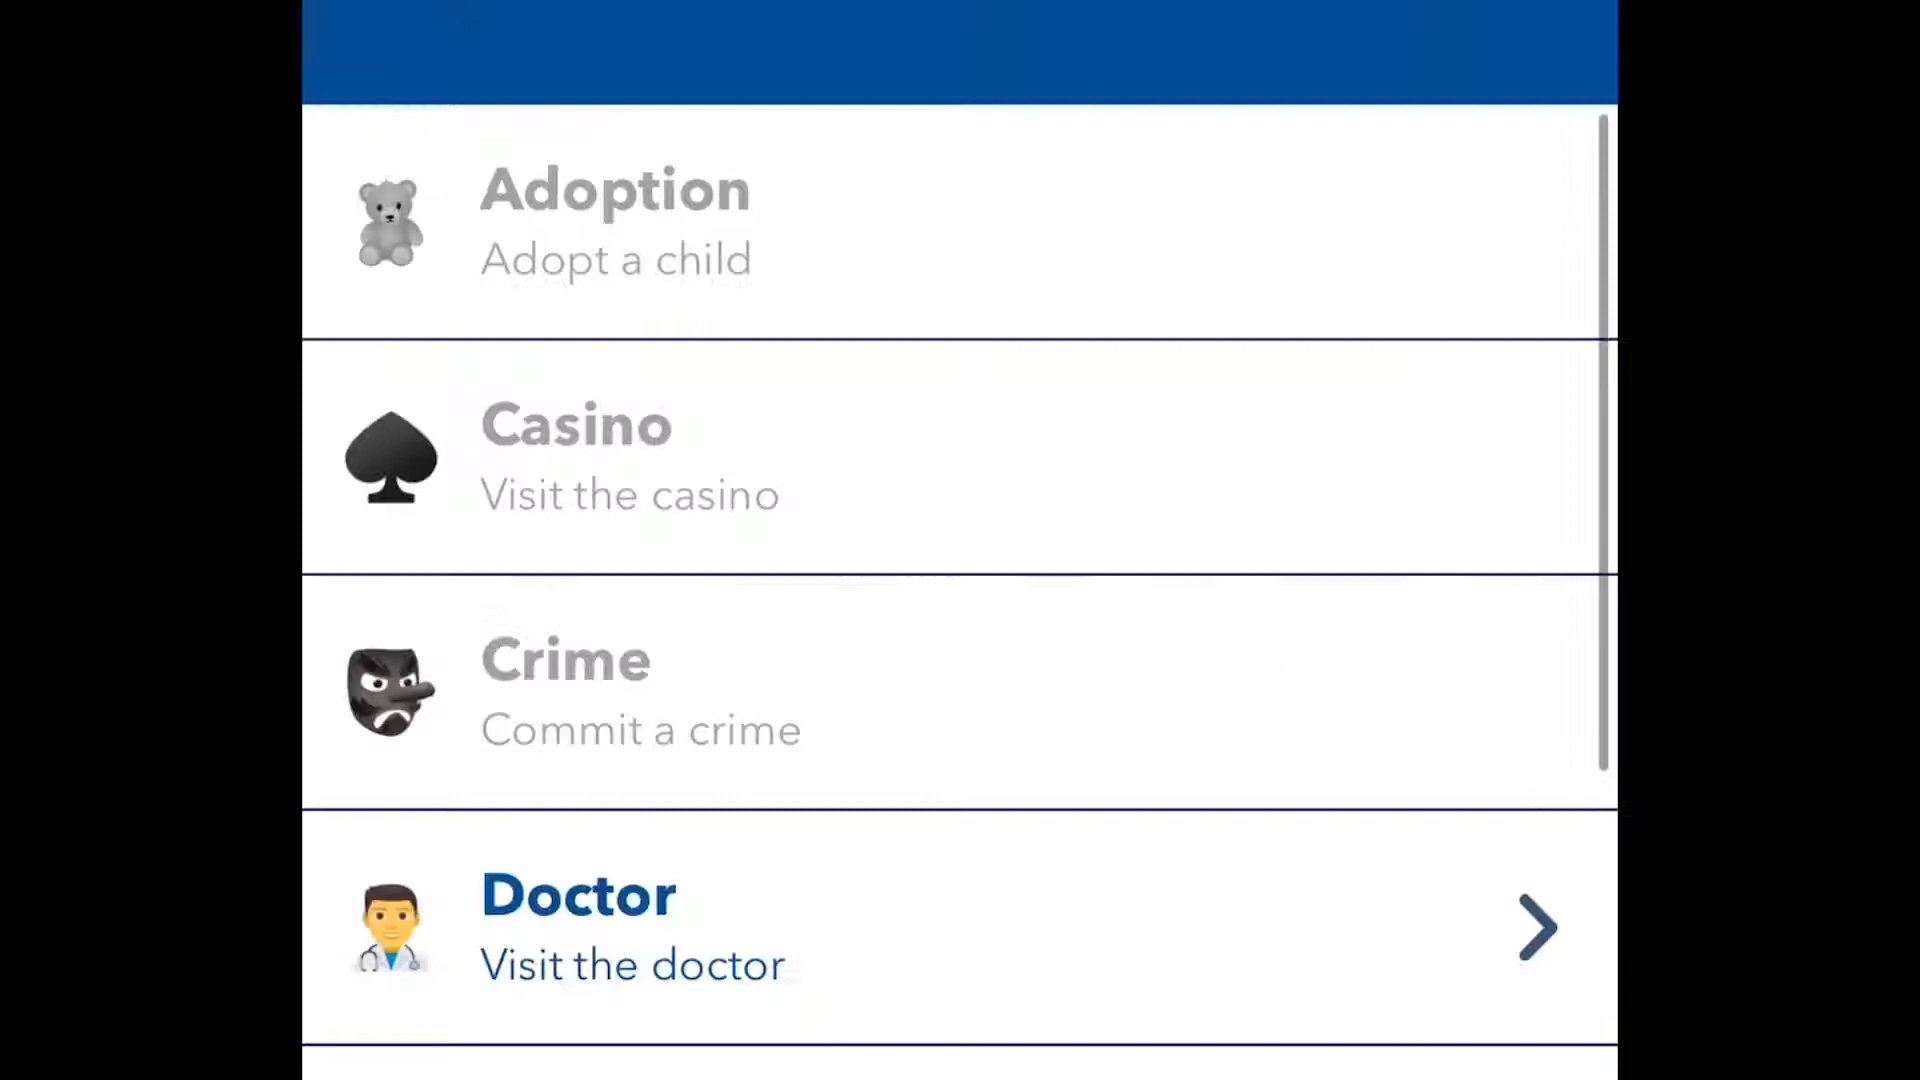 Adoption
Adopt a child
Casino
Visit the casino
Crime
Commit a crime
Doctor
Visit the doctor